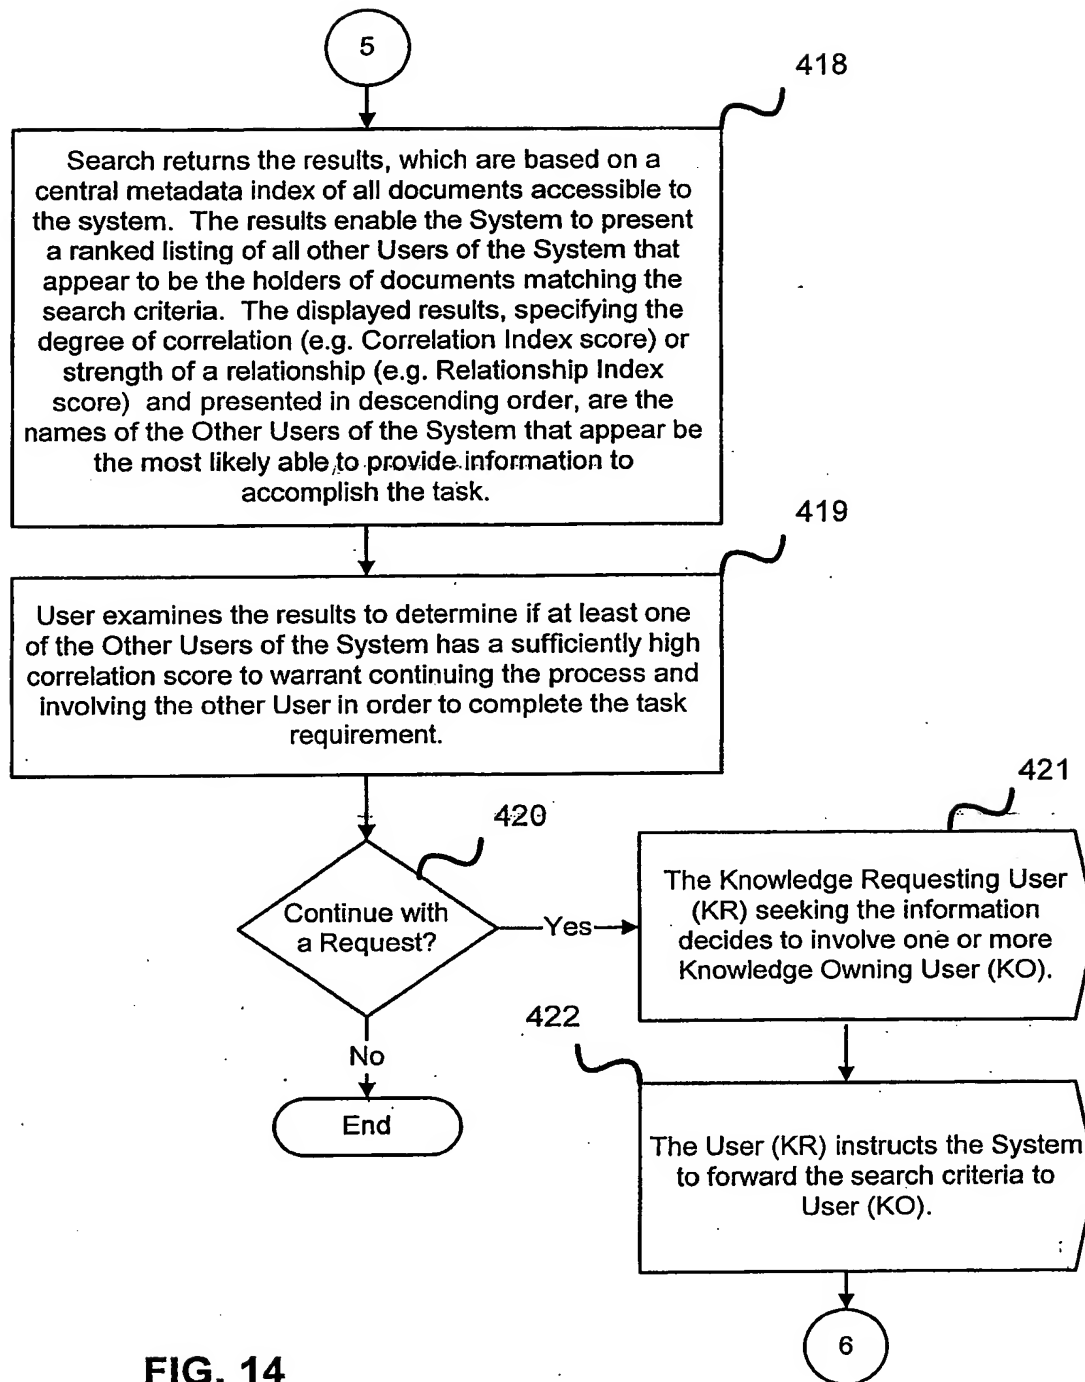 5
418
Search returns the results, which are based on a
central metadata index of all documents accessible to
the system.  The results enable the System to present
a ranked listing of all other Users of the System that
appear to be the holders of documents matching the
search criteria.  The displayed results, specifying the
degree of correlation (e.g. Correlation Index score) or
strength of a relationship (e.g. Relationship Index
score)  and presented in descending order, are the
names of the Other Users of the System that appear be
the most likely able to provide information to
accomplish the task.
419
User examines the results to determine if at least one
of the Other Users of the System has a sufficiently high
correlation score to warrant continuing the process and
involving the other User in order to complete the task
requirement.
420
Continue with
a Request?
Yes
No
End
421
The Knowledge Requesting User
(KR) seeking the information
decides to involve one or more
Knowledge Owning User (KO).
422
The User (KR) instructs the System
to forward the search criteria to
User (KO).
6
FIG. 14